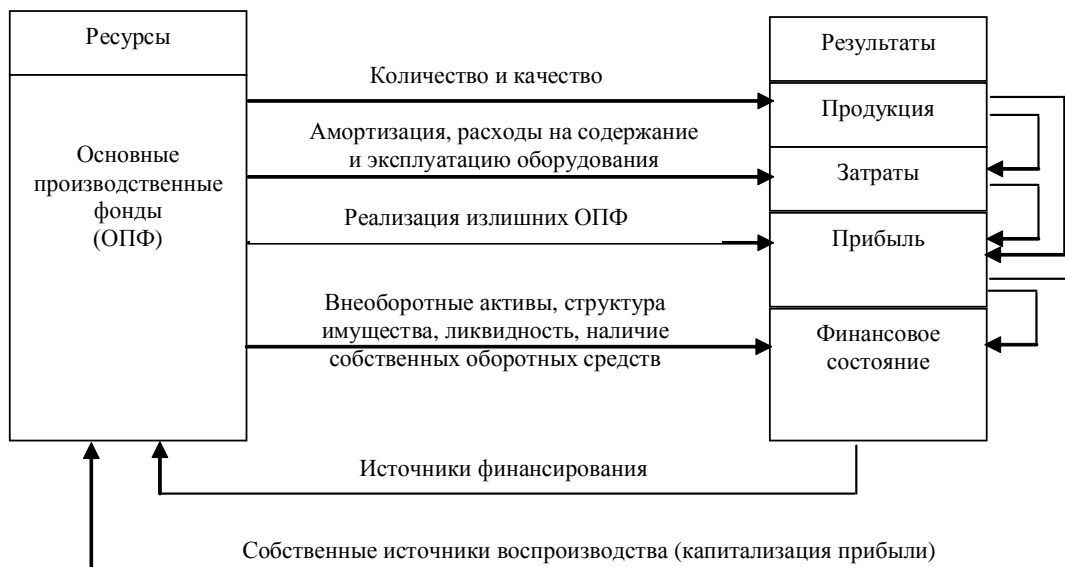 Ресурсы
Основные
производственные
фонды
(ОПФ)
Количество и качество
Амортизация, расходы на содержание
и эксплуатацию оборудования
Реализация излишних ОПФ
Внеоборотные активы, структура
имущества, ликвидность, наличие
собственных оборотных средств
Результаты
Продукция
Затраты
Прибыль
Финансовое
состояние
Источники финансирования
Собственные источники воспроизводства (капитализация прибыли)